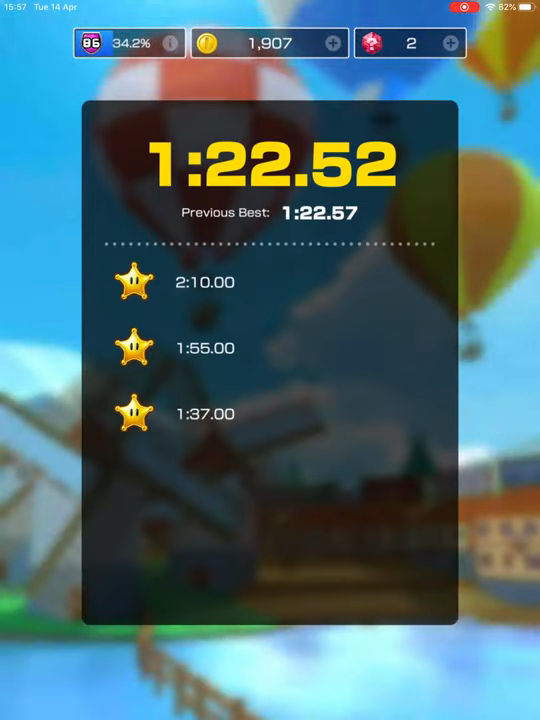 15:57 Tue 14 Apr 82%
86 34.2% i 1,907 2
1:22.52
Previous Best: 1:22.57
2:10.00
1:55.00
1:37.00